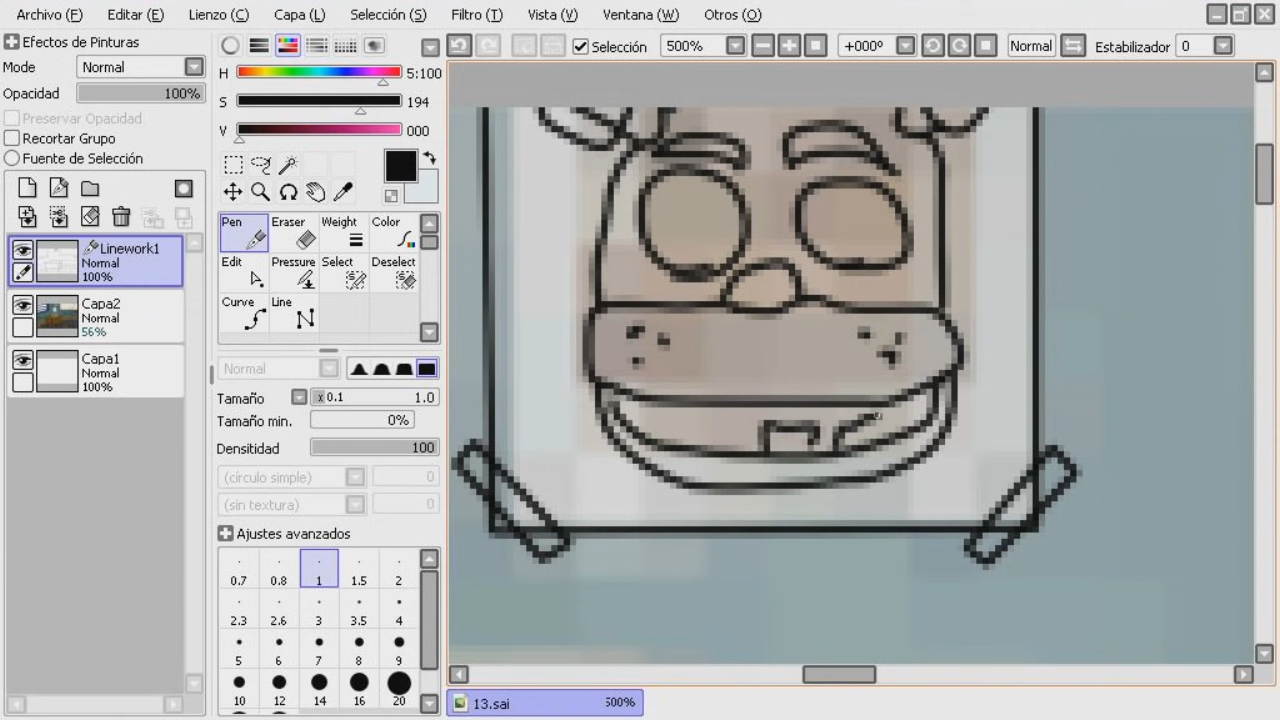 Archivo (F) Editar (E) Lienzo (C) Capa (L) Selección (S) Filtro (T) Vista (V) Ventana (W) Otros (O)
Efectos de Pinturas
Mode Normal
Opacidad 100%
Preservar Opacidad
Recortar Grupo
Fuente de Selección
Linework1
Normal
100%
Capa2
Normal
56%
Capa1
Normal
100%
H 5:100
S 194
V 000
Pen Eraser Weight Color
Edit Pressure Select Deselect
Curve Line
Normal
Tamaño x 0.1 1.0
Tamaño min. 0%
Densitidad 100
(círculo simple) 0
(sin textura) 0
Ajustes avanzados
0.7 0.8 1 1.5 2
2.3 2.6 3 3.5 4
5 6 7 8 9
10 12 14 16 20
Selección 500% +000º Normal Estabilizador 0
13.sai 500%